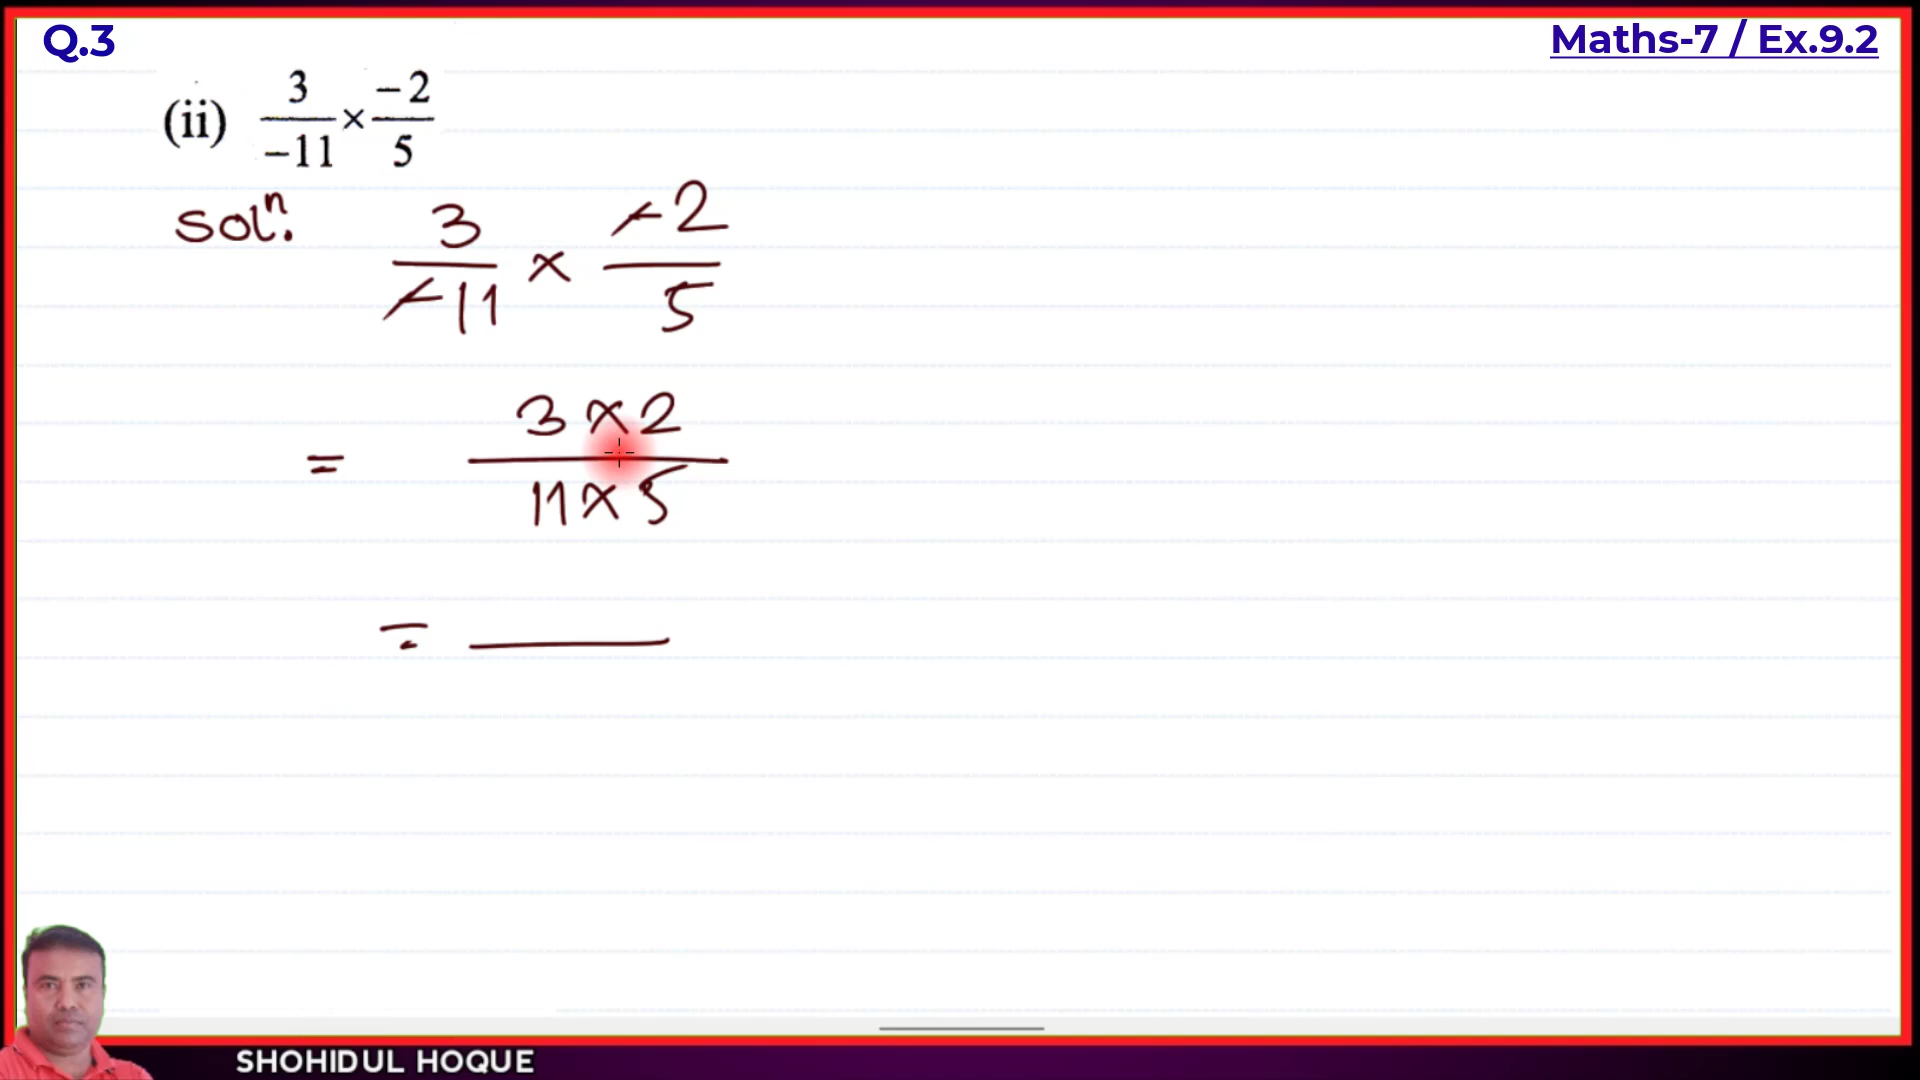 Q.3
Maths-7 / Ex.9.2
(ii) 3/-11 × -2/5
Solⁿ. 3/-11 × -2/5
= 3×2/11×5
=
SHOHIDUL HOQUE